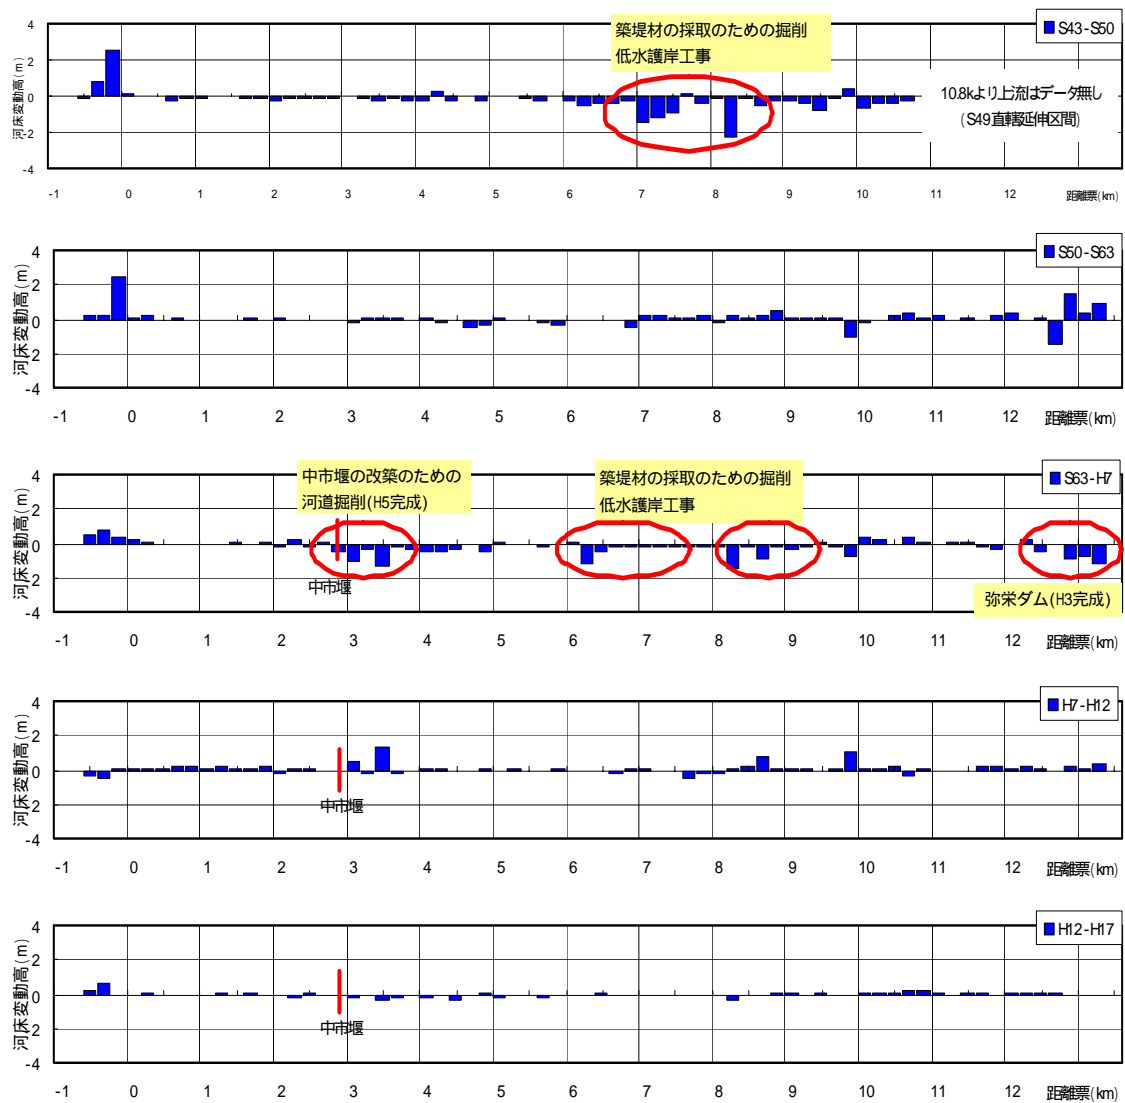 築堤材の採取のための掘削
低水護岸工事
S43-S50
10.8kより上流はデータ無し
(S49直轄延伸区間)
河床変動高(m)
4
2
0
-2
-4
-1 0 1 2 3 4 5 6 7 8 9 10 11 12 距離票(km)
S50-S63
河床変動高(m)
4
2
0
-2
-4
-1 0 1 2 3 4 5 6 7 8 9 10 11 12 距離票(km)
中市堰の改築のための
河道掘削(H5完成)
築堤材の採取のための掘削
低水護岸工事
S63-H7
河床変動高(m)
4
2
0
-2
-4
中市堰
弥栄ダム(H3完成)
-1 0 1 2 3 4 5 6 7 8 9 10 11 12 距離票(km)
H7-H12
河床変動高(m)
4
2
0
-2
-4
中市堰
-1 0 1 2 3 4 5 6 7 8 9 10 11 12 距離票(km)
H12-H17
河床変動高(m)
4
2
0
-2
-4
中市堰
-1 0 1 2 3 4 5 6 7 8 9 10 11 12 距離票(km)